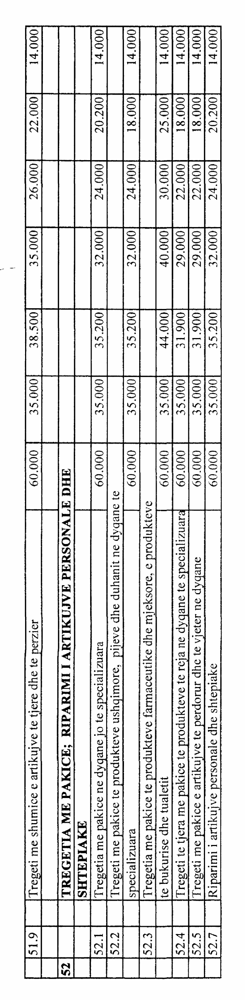 51.9 Tregeti me shumice e artikujve te tjere dhe te perzier 60.000 35.000 38.500 35.000 26.000 22.000 14.000
52 TREGETIA ME PAKICE; RIPARIMI I ARTIKUJVE PERSONALE DHE
SHTEPIAKE
52.1 Tregetia me pakice ne dyqane jo te specializuara 60.000 35.000 35.200 32.000 24.000 20.200 14.000
52.2 Tregeti me pakice te produkteve ushqimore, pijeve dhe duhanit ne dyqane te
specializuara 60.000 35.000 35.200 32.000 24.000 18.000 14.000
52.3 Tregetia me pakice te produkteve farmaceutike dhe mjeksore, e produkteve
te bukurise dhe tualetit 60.000 35.000 44.000 40.000 30.000 25.000 14.000
52.4 Tregeti te tjera me pakice te produkteve te reja ne dyqane te specializuara 60.000 35.000 31.900 29.000 22.000 18.000 14.000
52.5 Tregeti me pakice e artikujve te perdorur dhe te vjeter ne dyqane 60.000 35.000 31.900 29.000 22.000 18.000 14.000
52.7 Riparimi i artikujve personale dhe shtepiake 60.000 35.000 35.200 32.000 24.000 20.200 14.000